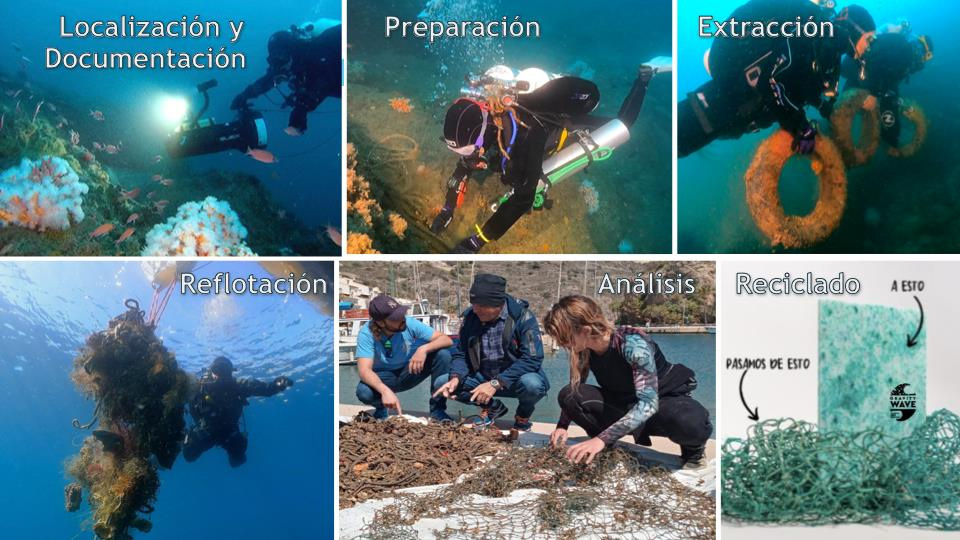 Localización y
Documentación
Preparación
Extracción
Reflotación
Análisis
Reciclado
A ESTO
PASAMOS DE ESTO
GRAVITY
WAVE